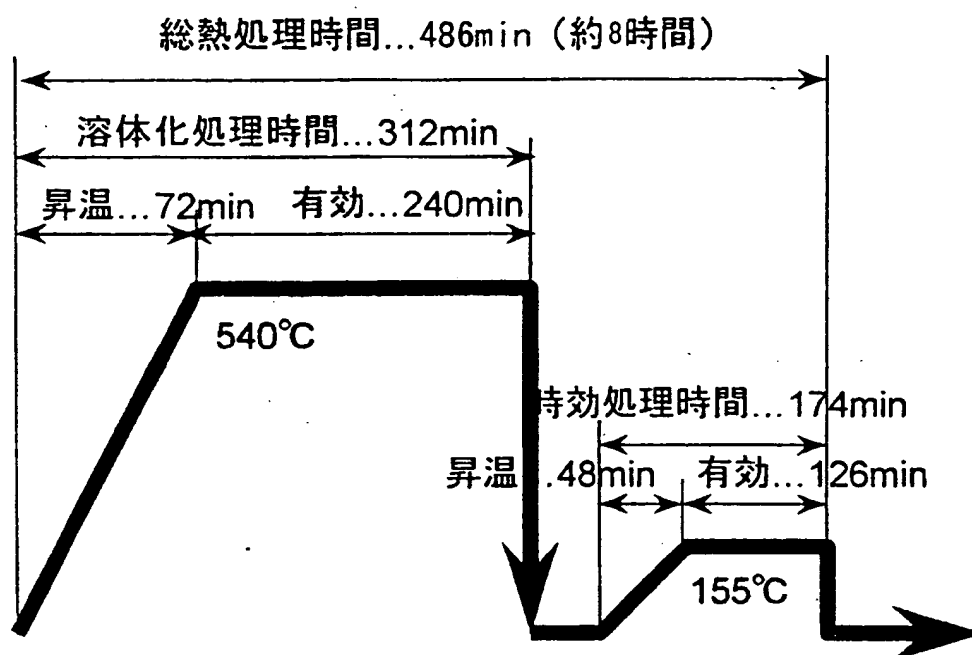 総熱処理時間...486min（約8時間）
溶体化処理時間...312min
昇温...72min 有効...240min
540℃
時効処理時間...174min
昇温...48min 有効...126min
155℃